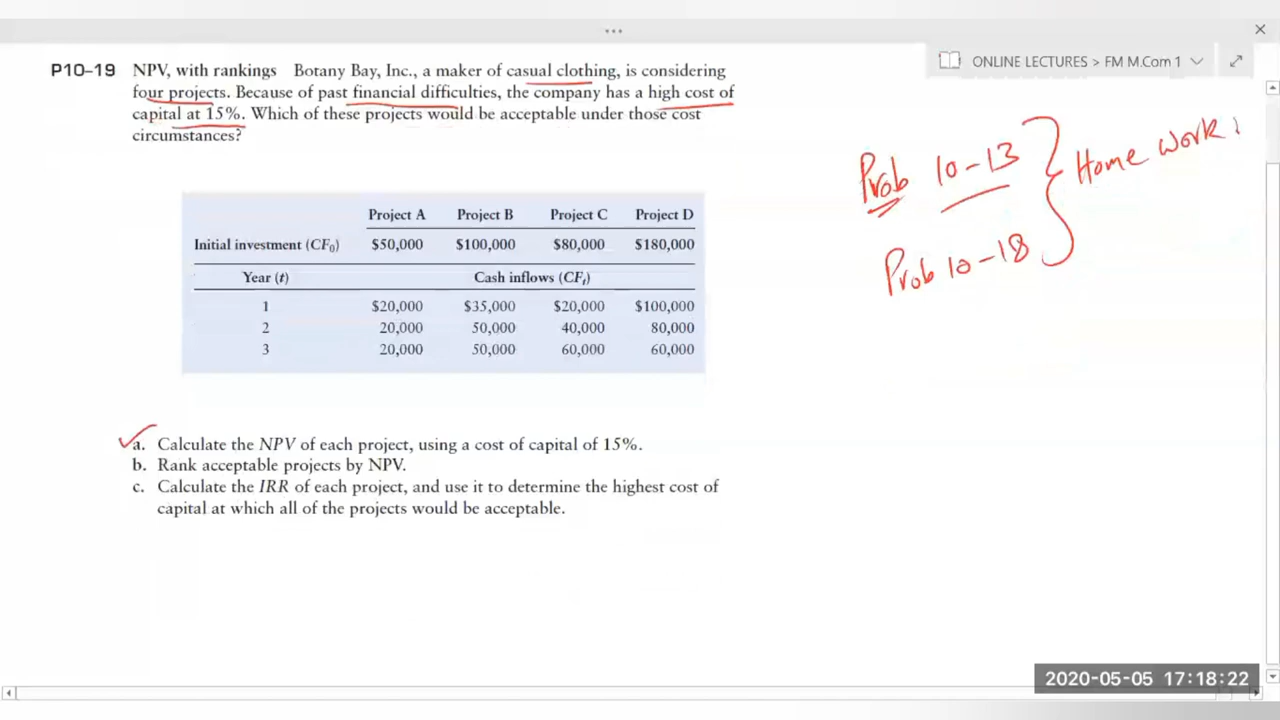 ONLINE LECTURES > FM M.Com 1
P10–19 NPV, with rankings Botany Bay, Inc., a maker of casual clothing, is considering
four projects. Because of past financial difficulties, the company has a high cost of
capital at 15%. Which of these projects would be acceptable under those cost
circumstances?
Prob 10-13
Home work
Prob 10-18
Project A Project B Project C Project D
Initial investment (CF₀) $50,000 $100,000 $80,000 $180,000
Year (t) Cash inflows (CFₜ)
1 $20,000 $35,000 $20,000 $100,000
2 20,000 50,000 40,000 80,000
3 20,000 50,000 60,000 60,000
a. Calculate the NPV of each project, using a cost of capital of 15%.
b. Rank acceptable projects by NPV.
c. Calculate the IRR of each project, and use it to determine the highest cost of
capital at which all of the projects would be acceptable.
2020-05-05 17:18:22